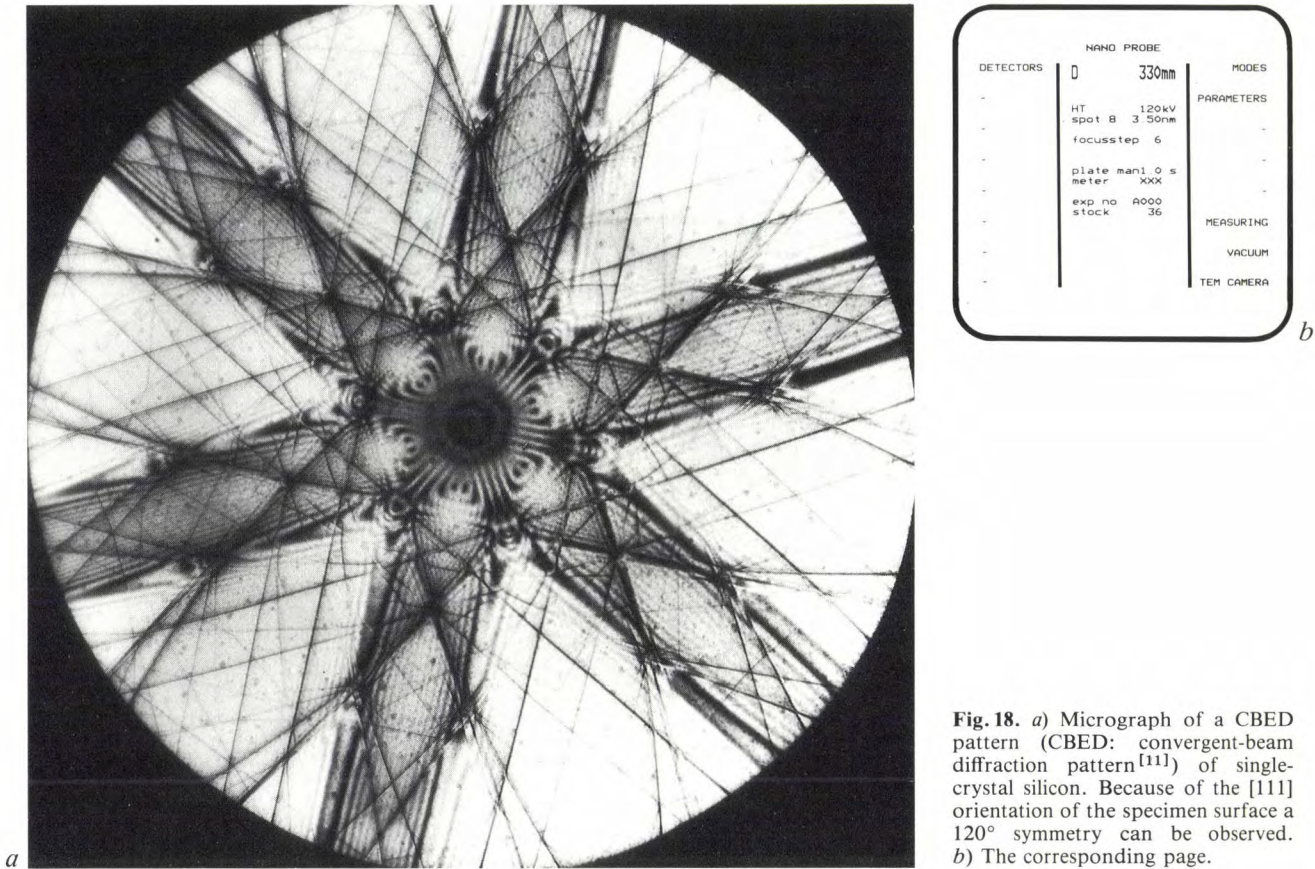 NANO PROBE
DETECTORS
D 330mm
MODES
PARAMETERS
HT 120kV
spot 8 3.50nm
focusstep 6
plate man1.0 s
meter XXX
exp no A000
stock 36
MEASURING
VACUUM
TEM CAMERA
b
a
Fig. 18. a) Micrograph of a CBED
pattern (CBED: convergent-beam
diffraction pattern[11]) of single-
crystal silicon. Because of the [111]
orientation of the specimen surface a
120° symmetry can be observed.
b) The corresponding page.